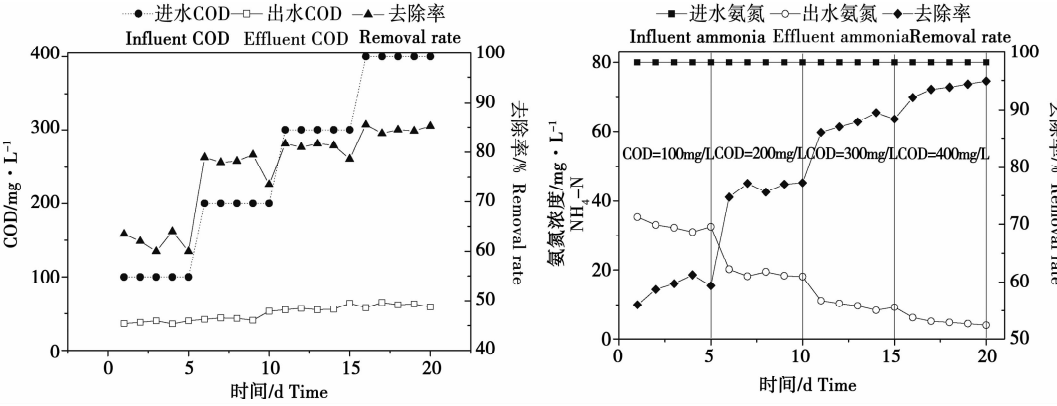 进水COD 出水COD 去除率
Influent COD Effluent COD Removal rate
400
300
200
100
0
COD/mg·L⁻¹
100
90
80
70
60
50
40
去除率/% Removal rate
0 5 10 15 20
时间/d Time
进水氨氮 出水氨氮 去除率
Influent ammonia Effluent ammonia Removal rate
80
60
40
20
0
氨氮浓度/mg·L⁻¹
NH₄-N
COD=100mg/L COD=200mg/L COD=300mg/L COD=400mg/L
100
90
80
70
60
50
去除率% Removal rate
0 5 10 15 20
时间/d Time